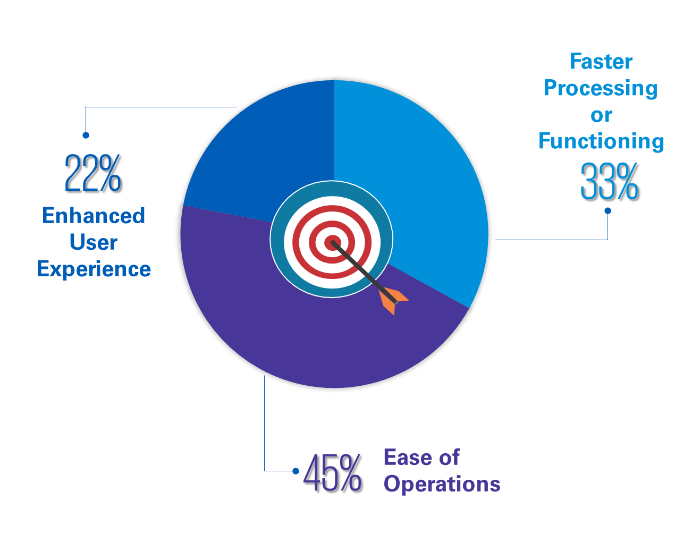 Faster
Processing
or
Functioning
33%
22%
Enhanced
User
Experience
45%
Ease of
Operations